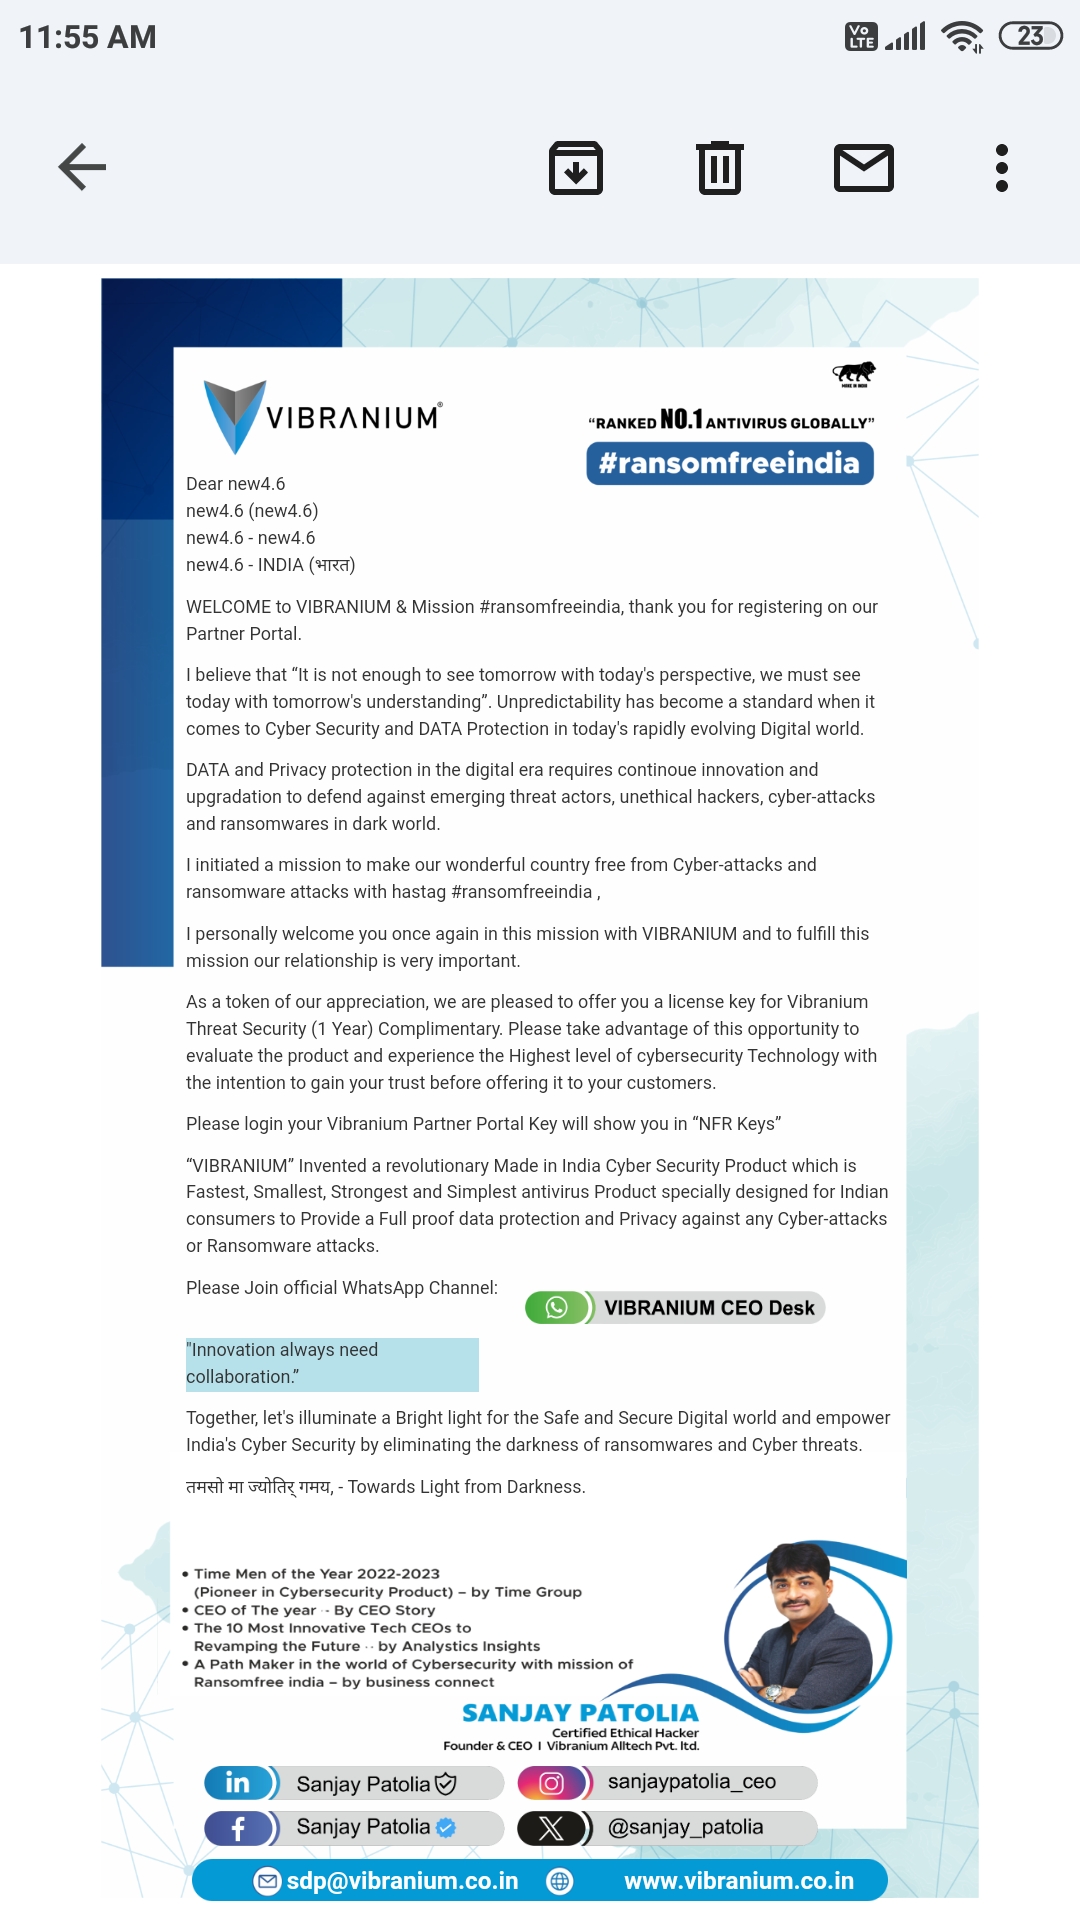 11:55 AM
Vo LTE
23
MAKE IN INDIA
VIBRANIUM®
“RANKED NO.1 ANTIVIRUS GLOBALLY”
#ransomfreeindia
Dear new4.6
new4.6 (new4.6)
new4.6 - new4.6
new4.6 - INDIA (भारत)
WELCOME to VIBRANIUM & Mission #ransomfreeindia, thank you for registering on our
Partner Portal.
I believe that “It is not enough to see tomorrow with today's perspective, we must see
today with tomorrow's understanding”. Unpredictability has become a standard when it
comes to Cyber Security and DATA Protection in today's rapidly evolving Digital world.
DATA and Privacy protection in the digital era requires continoue innovation and
upgradation to defend against emerging threat actors, unethical hackers, cyber-attacks
and ransomwares in dark world.
I initiated a mission to make our wonderful country free from Cyber-attacks and
ransomware attacks with hastag #ransomfreeindia ,
I personally welcome you once again in this mission with VIBRANIUM and to fulfill this
mission our relationship is very important.
As a token of our appreciation, we are pleased to offer you a license key for Vibranium
Threat Security (1 Year) Complimentary. Please take advantage of this opportunity to
evaluate the product and experience the Highest level of cybersecurity Technology with
the intention to gain your trust before offering it to your customers.
Please login your Vibranium Partner Portal Key will show you in “NFR Keys”
“VIBRANIUM” Invented a revolutionary Made in India Cyber Security Product which is
Fastest, Smallest, Strongest and Simplest antivirus Product specially designed for Indian
consumers to Provide a Full proof data protection and Privacy against any Cyber-attacks
or Ransomware attacks.
Please Join official WhatsApp Channel:
VIBRANIUM CEO Desk
"Innovation always need
collaboration.”
Together, let's illuminate a Bright light for the Safe and Secure Digital world and empower
India's Cyber Security by eliminating the darkness of ransomwares and Cyber threats.
तमसो मा ज्योतिर् गमय, - Towards Light from Darkness.
• Time Men of the Year 2022-2023
(Pioneer in Cybersecurity Product) – by Time Group
• CEO of The year -- By CEO Story
• The 10 Most Innovative Tech CEOs to
Revamping the Future -- by Analystics Insights
• A Path Maker in the world of Cybersecurity with mission of
Ransomfree india – by business connect
SANJAY PATOLIA
Certified Ethical Hacker
Founder & CEO I Vibranium Alltech Pvt. ltd.
in Sanjay Patolia
sanjaypatolia_ceo
f Sanjay Patolia
X @sanjay_patolia
sdp@vibranium.co.in
www.vibranium.co.in